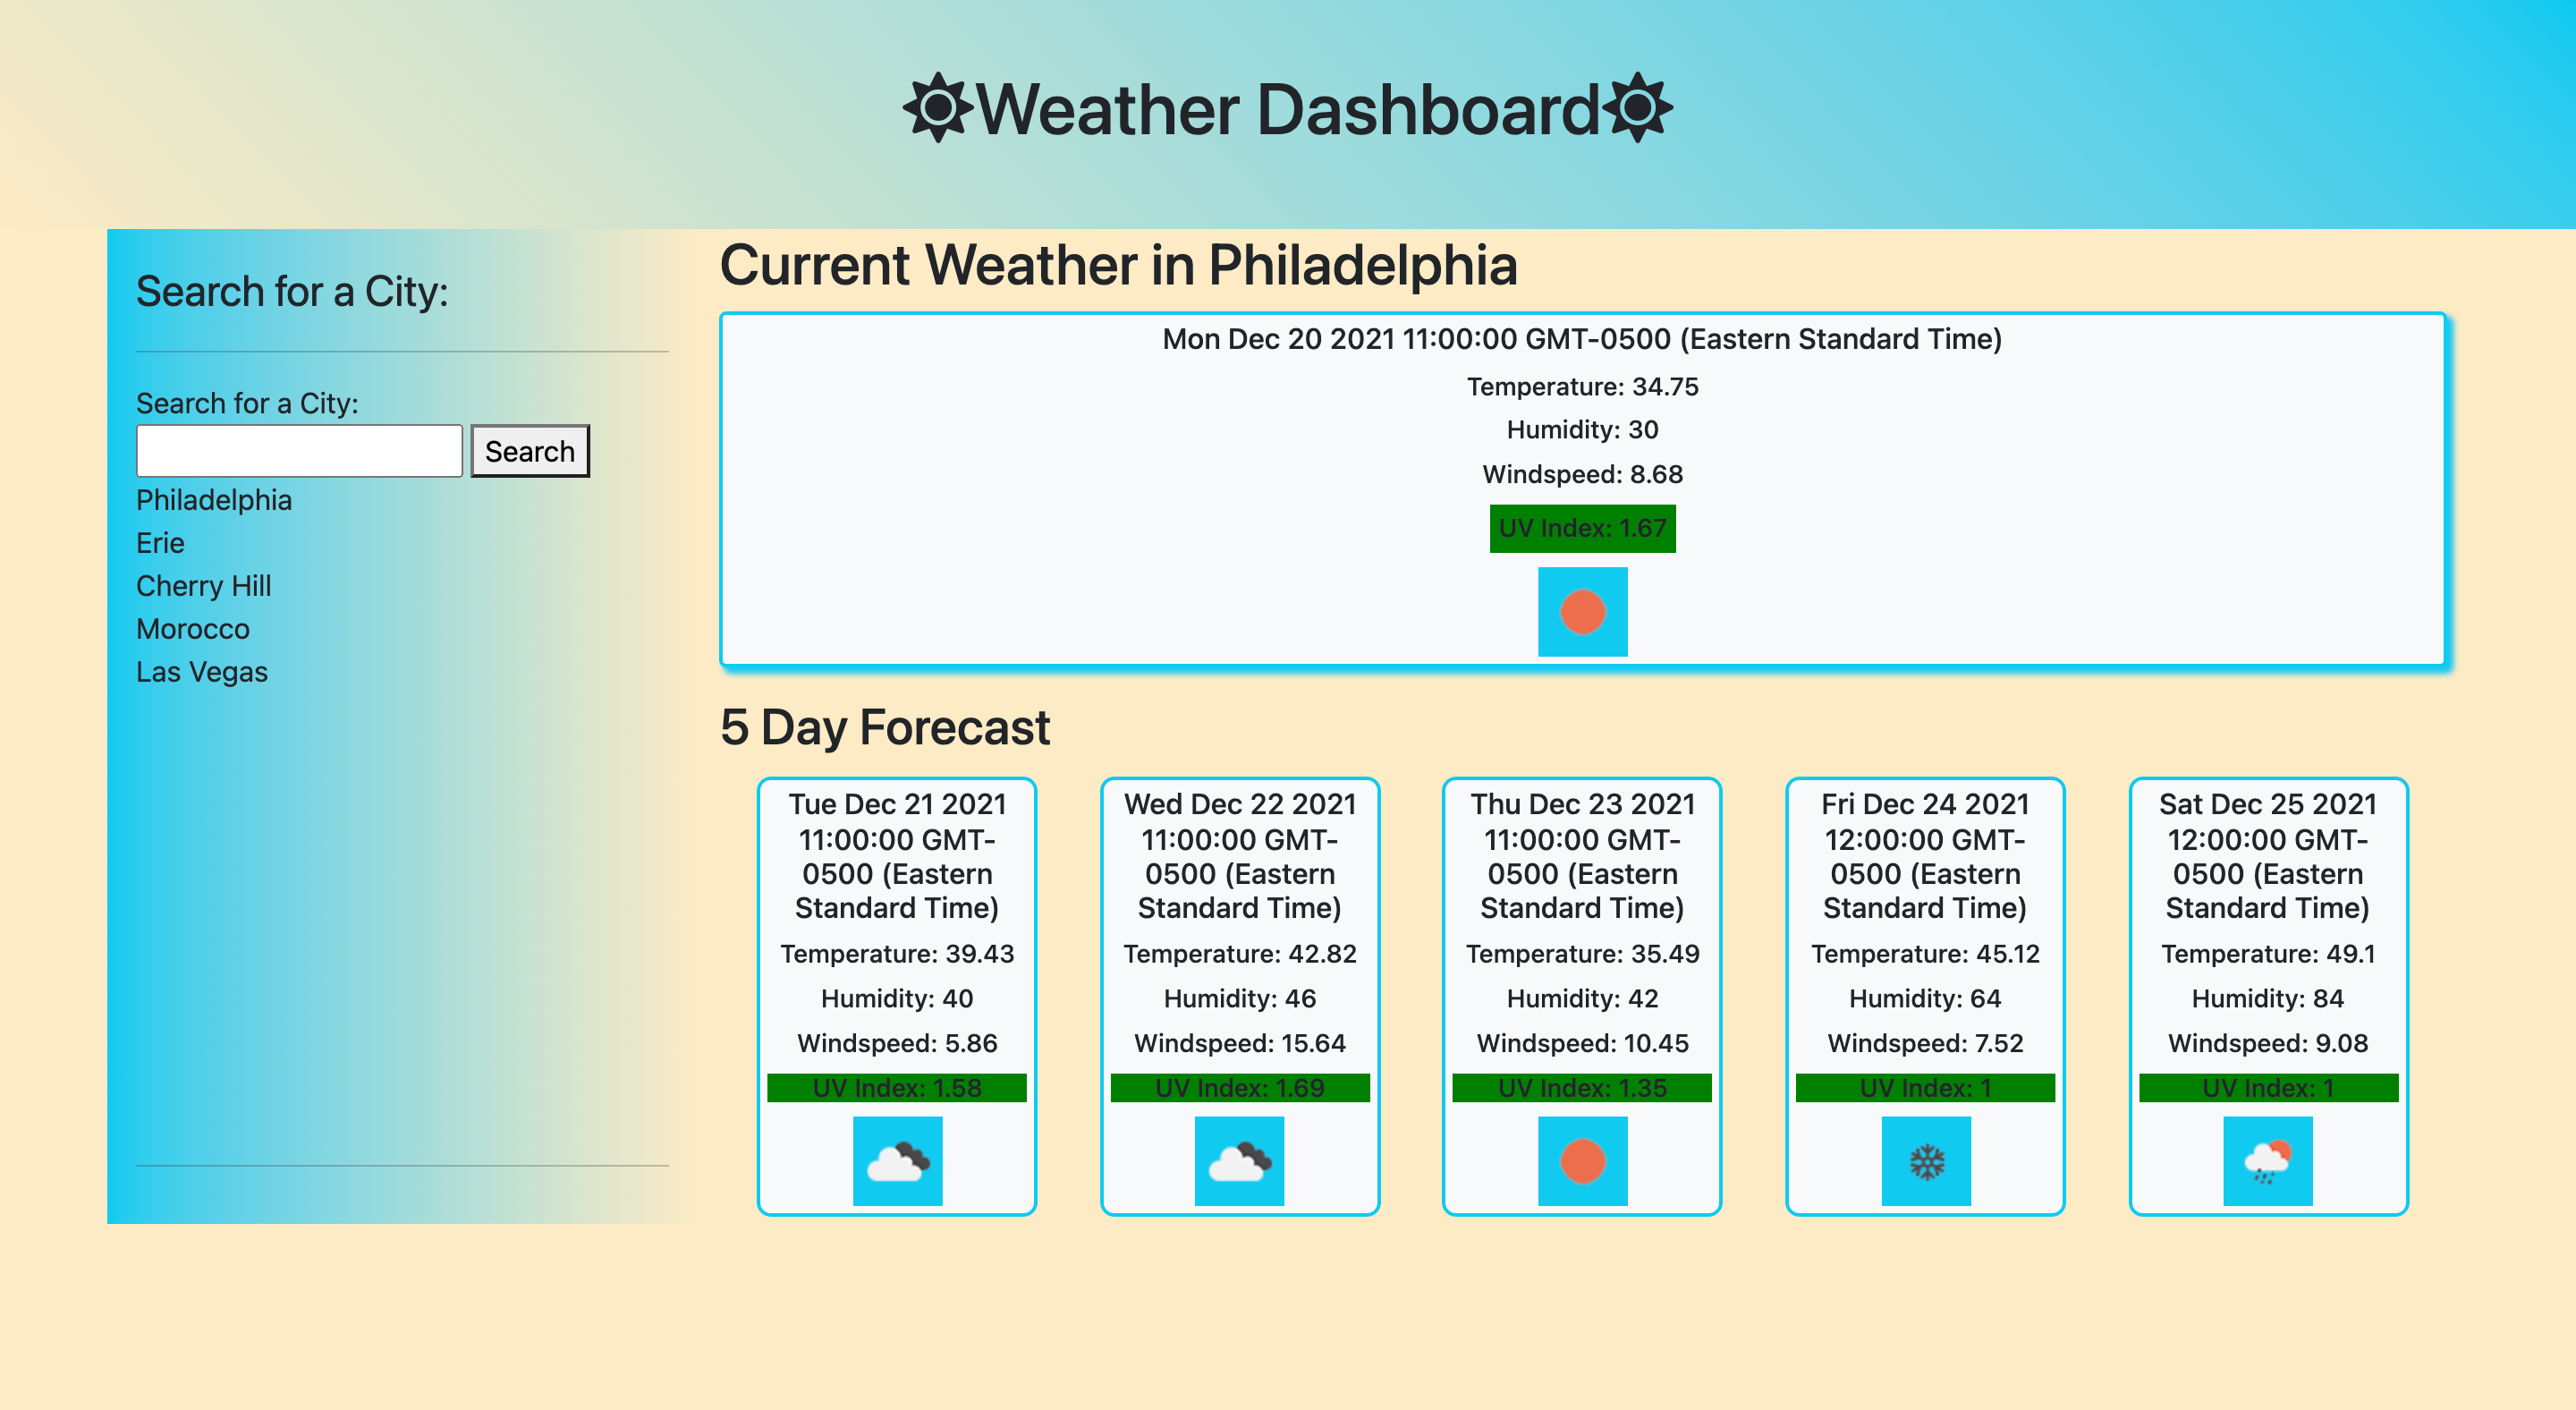 Weather Dashboard
Search for a City:
Search for a City:
Search
Philadelphia
Erie
Cherry Hill
Morocco
Las Vegas
Current Weather in Philadelphia
Mon Dec 20 2021 11:00:00 GMT-0500 (Eastern Standard Time)
Temperature: 34.75
Humidity: 30
Windspeed: 8.68
UV Index: 1.67
5 Day Forecast
Tue Dec 21 2021
11:00:00 GMT-
0500 (Eastern
Standard Time)
Temperature: 39.43
Humidity: 40
Windspeed: 5.86
UV Index: 1.58
Wed Dec 22 2021
11:00:00 GMT-
0500 (Eastern
Standard Time)
Temperature: 42.82
Humidity: 46
Windspeed: 15.64
UV Index: 1.69
Thu Dec 23 2021
11:00:00 GMT-
0500 (Eastern
Standard Time)
Temperature: 35.49
Humidity: 42
Windspeed: 10.45
UV Index: 1.35
Fri Dec 24 2021
12:00:00 GMT-
0500 (Eastern
Standard Time)
Temperature: 45.12
Humidity: 64
Windspeed: 7.52
UV Index: 1
Sat Dec 25 2021
12:00:00 GMT-
0500 (Eastern
Standard Time)
Temperature: 49.1
Humidity: 84
Windspeed: 9.08
UV Index: 1